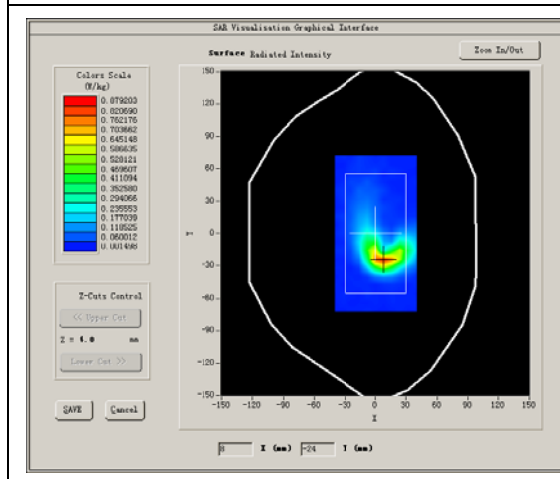 SAR Visualisation Graphical Interface
Surface Radiated Intensity
Zoom In/Out
Colors Scale
(W/kg)
0.879203
0.820690
0.762176
0.703662
0.645148
0.586635
0.528121
0.469607
0.411094
0.352580
0.294066
0.235553
0.177039
0.118525
0.060012
0.001498
Z-Cuts Control
<< Upper Cut
Z = 4.0 mm
Lower Cut >>
SAVE Cancel
150
120
90
60
30
0
-30
-60
-90
-120
-150
Y
-150 -120 -90 -60 -30 0 30 60 90 120 150
X
8 X (mm) -24 Y (mm)